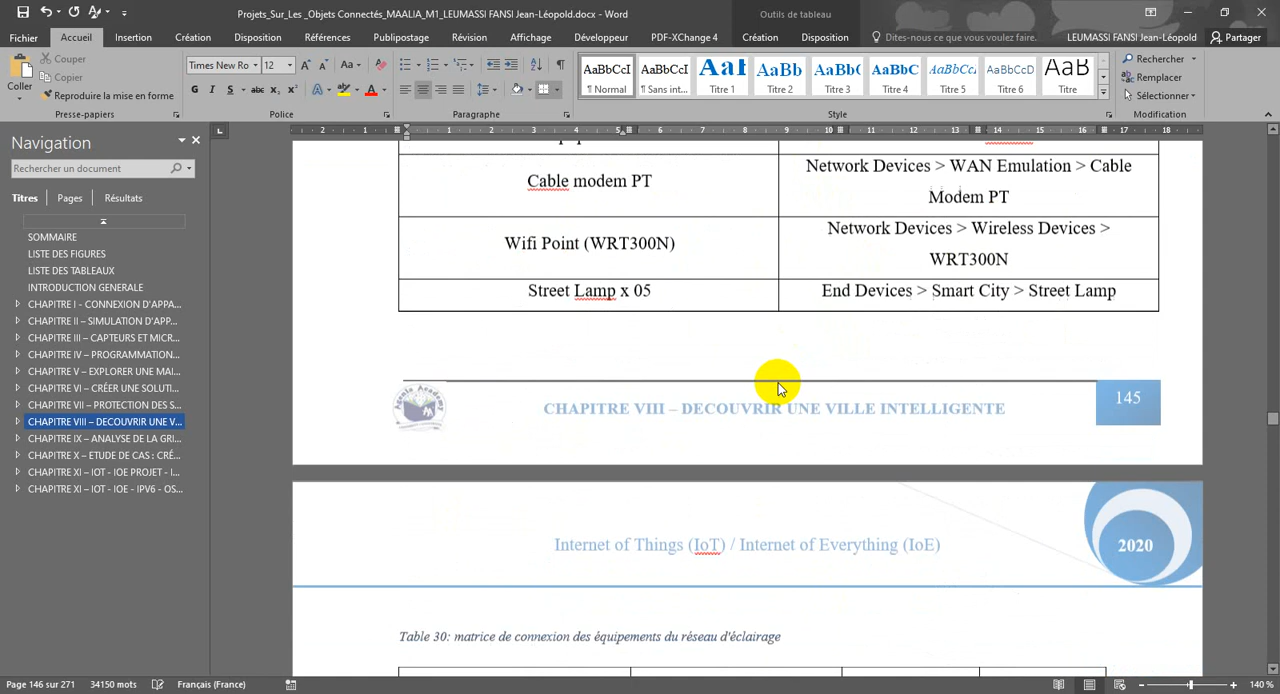 Projets_Sur_Les _Objets Connectés_MAALIA_M1_LEUMASSI FANSI Jean-Léopold.docx - Word
Outils de tableau
Fichier
Accueil
Insertion
Création
Disposition
Références
Publipostage
Révision
Affichage
Développeur
PDF-XChange 4
Création
Disposition
Dites-nous ce que vous voulez faire.
LEUMASSI FANSI Jean-Léopold
Partager
Coller
Couper
Copier
Reproduire la mise en forme
Presse-papiers
Times New Ro
12
Police
Paragraphe
AaBbCcI
¶ Normal
AaBbCcI
¶ Sans int...
Titre 1
AaBb
Titre 2
AaBb(
Titre 3
AaBbC
Titre 4
AaBbCc
Titre 5
AaBbCcD
Titre 6
AaB
Titre
Style
Rechercher
Remplacer
Sélectionner
Modification
Navigation
Rechercher un document
Titres
Pages
Résultats
SOMMAIRE
LISTE DES FIGURES
LISTE DES TABLEAUX
INTRODUCTION GENERALE
CHAPITRE I - CONNEXION D'APPA...
CHAPITRE II – SIMULATION D'APP...
CHAPITRE III – CAPTEURS ET MICR...
CHAPITRE IV – PROGRAMMATION...
CHAPITRE V – EXPLORER UNE MAI...
CHAPITRE VI – CRÉER UNE SOLUTI...
CHAPITRE VII – PROTECTION DES S...
CHAPITRE VIII – DECOUVRIR UNE V...
CHAPITRE IX – ANALYSE DE LA GRI...
CHAPITRE X – ETUDE DE CAS : CRÉ...
CHAPITRE XI – IOT - IOE PROJET - I...
CHAPITRE XI – IOT - IOE - IPV6 - OS...
Cable modem PT
Network Devices > WAN Emulation > Cable
Modem PT
Wifi Point (WRT300N)
Network Devices > Wireless Devices >
WRT300N
Street Lamp x 05
End Devices > Smart City > Street Lamp
CHAPITRE VIII – DECOUVRIR UNE VILLE INTELLIGENTE
145
Internet of Things (IoT) / Internet of Everything (IoE)
2020
Table 30: matrice de connexion des équipements du réseau d'éclairage
Page 146 sur 271
34150 mots
Français (France)
140 %